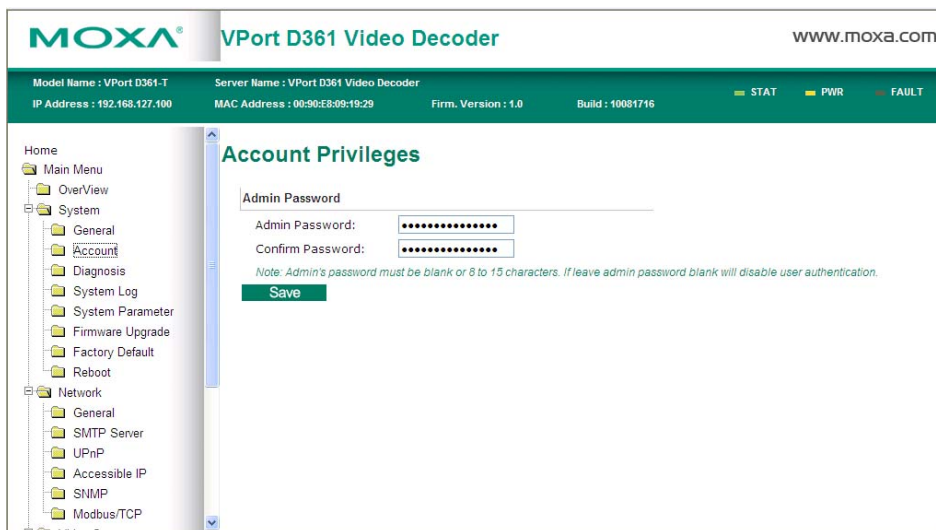 MOXA®
VPort D361 Video Decoder
www.moxa.com
Model Name : VPort D361-T
Server Name : VPort D361 Video Decoder
IP Address : 192.168.127.100
MAC Address : 00:90:E8:09:19:29
Firm. Version : 1.0
Build : 10081716
STAT
PWR
FAULT
Home
Main Menu
OverView
System
General
Account
Diagnosis
System Log
System Parameter
Firmware Upgrade
Factory Default
Reboot
Network
General
SMTP Server
UPnP
Accessible IP
SNMP
Modbus/TCP
Account Privileges
Admin Password
Admin Password: •••••••••••••••
Confirm Password: •••••••••••••••
Note: Admin's password must be blank or 8 to 15 characters. If leave admin password blank will disable user authentication.
Save